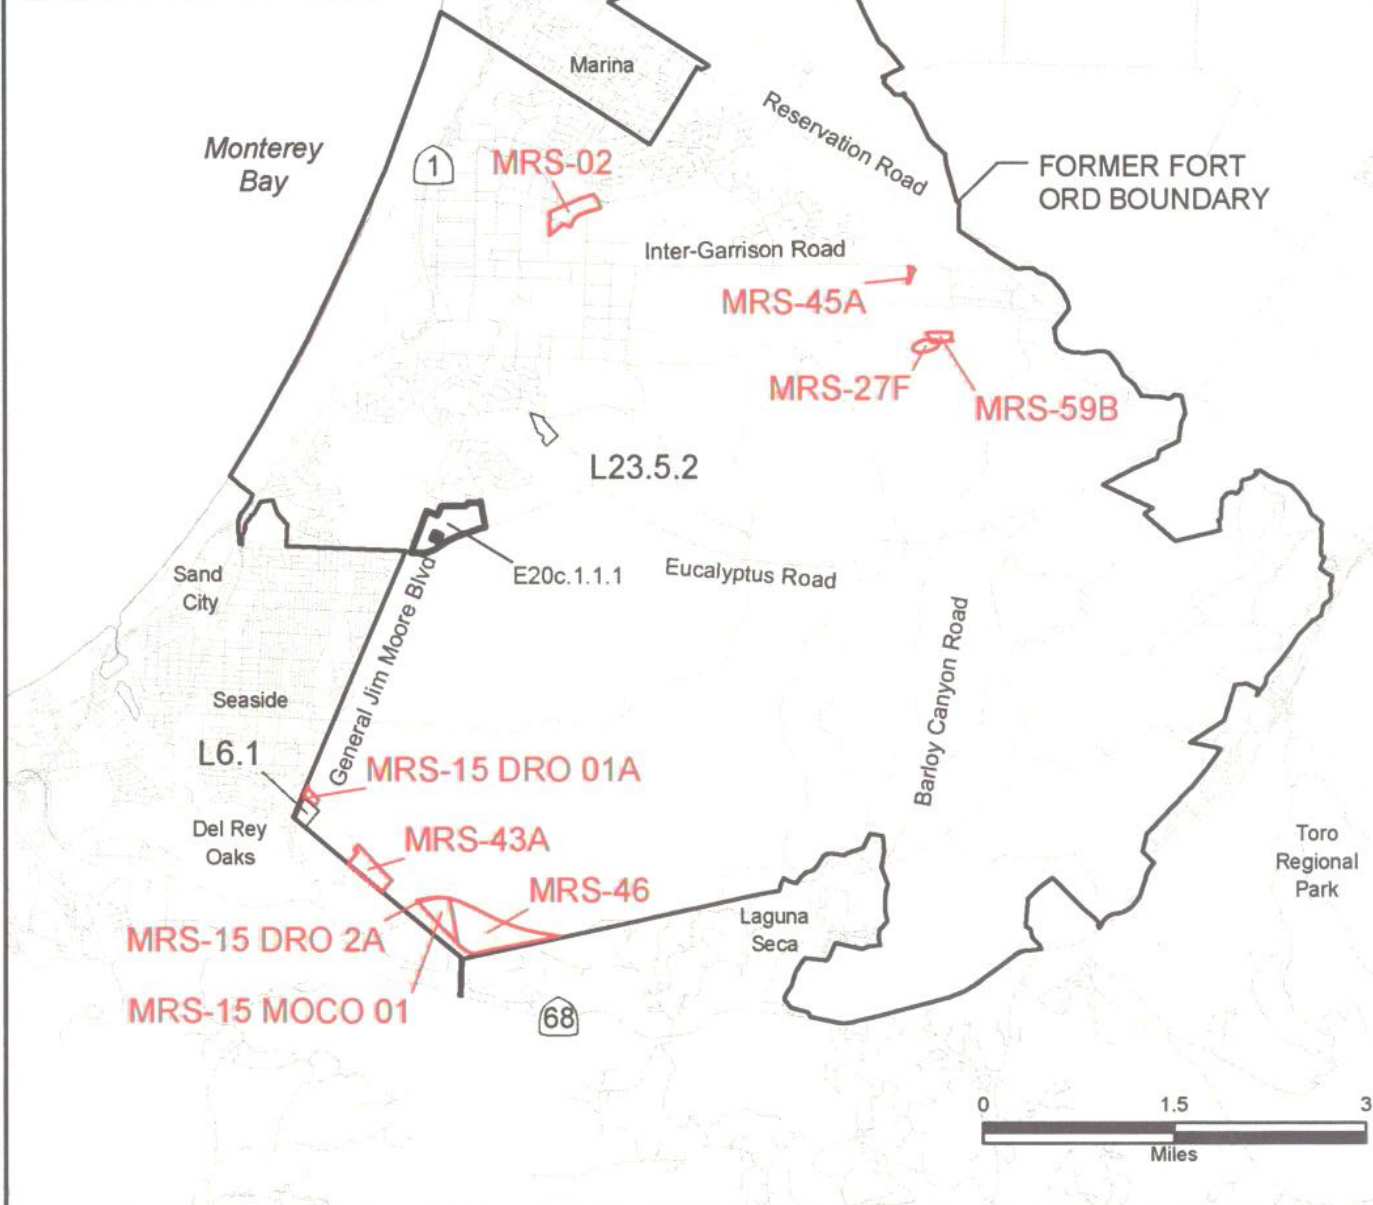 Marina
Monterey
Bay
1
MRS-02
Reservation Road
FORMER FORT
ORD BOUNDARY
Inter-Garrison Road
MRS-45A
MRS-27F
MRS-59B
L23.5.2
E20c.1.1.1
Eucalyptus Road
Sand
City
General Jim Moore Blvd
Barloy Canyon Road
Seaside
L6.1
MRS-15 DRO 01A
Del Rey
Oaks
MRS-43A
MRS-46
Toro
Regional
Park
Laguna
Seca
MRS-15 DRO 2A
MRS-15 MOCO 01
68
0 1.5 3
Miles